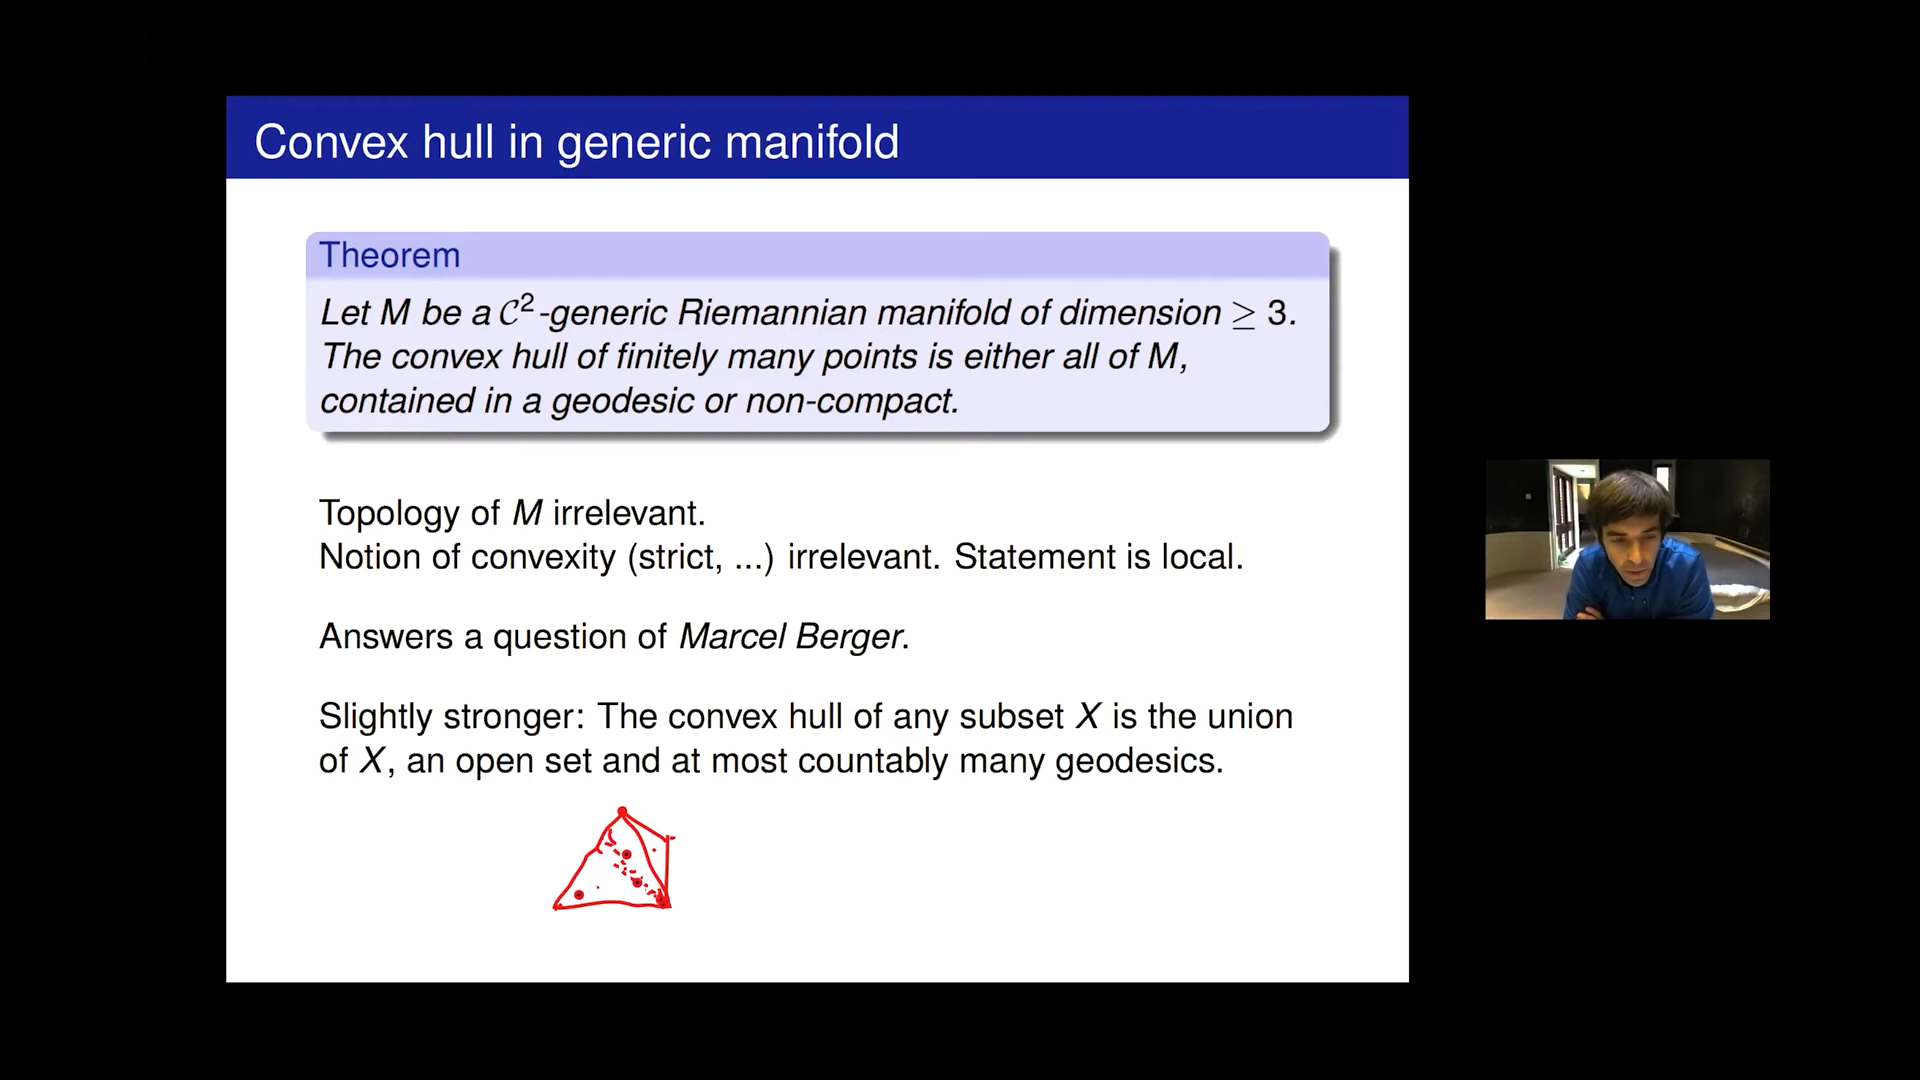 Convex hull in generic manifold
Theorem
Let M be a C²-generic Riemannian manifold of dimension ≥ 3.
The convex hull of finitely many points is either all of M,
contained in a geodesic or non-compact.
Topology of M irrelevant.
Notion of convexity (strict, ...) irrelevant. Statement is local.
Answers a question of Marcel Berger.
Slightly stronger: The convex hull of any subset X is the union
of X, an open set and at most countably many geodesics.